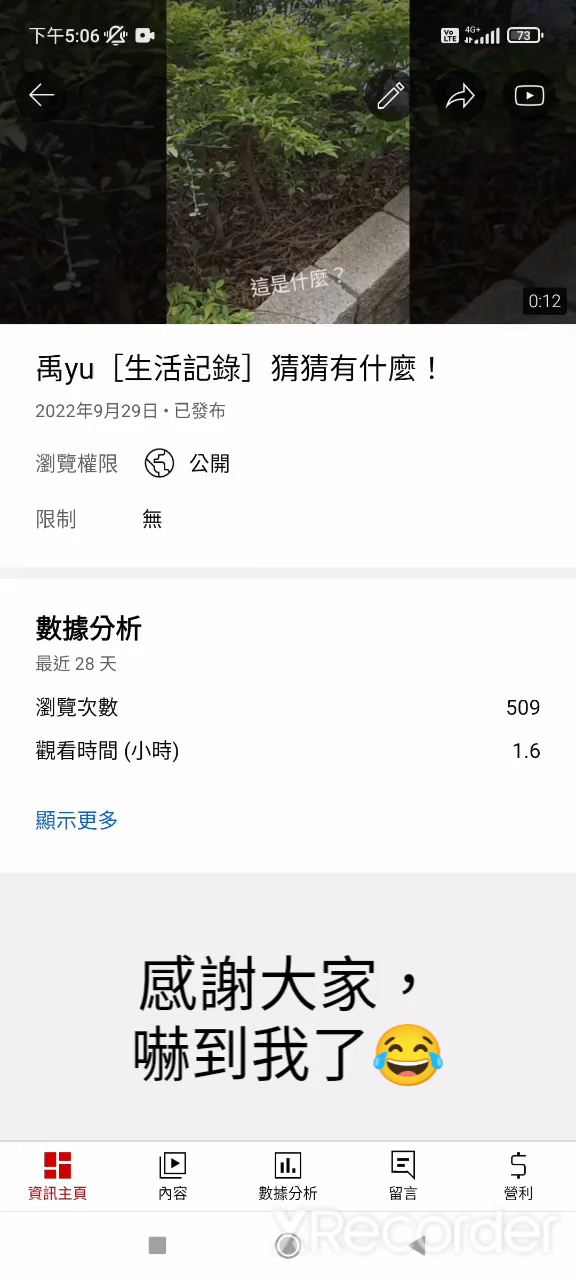 下午5:06
Vo LTE 4G+ 73
這是什麼？
0:12
禹yu［生活記錄］猜猜有什麼！
2022年9月29日 • 已發布
瀏覽權限 公開
限制 無
數據分析
最近 28 天
瀏覽次數 509
觀看時間 (小時) 1.6
顯示更多
感謝大家，
嚇到我了😂
資訊主頁 內容 數據分析 留言 營利
XRecorder